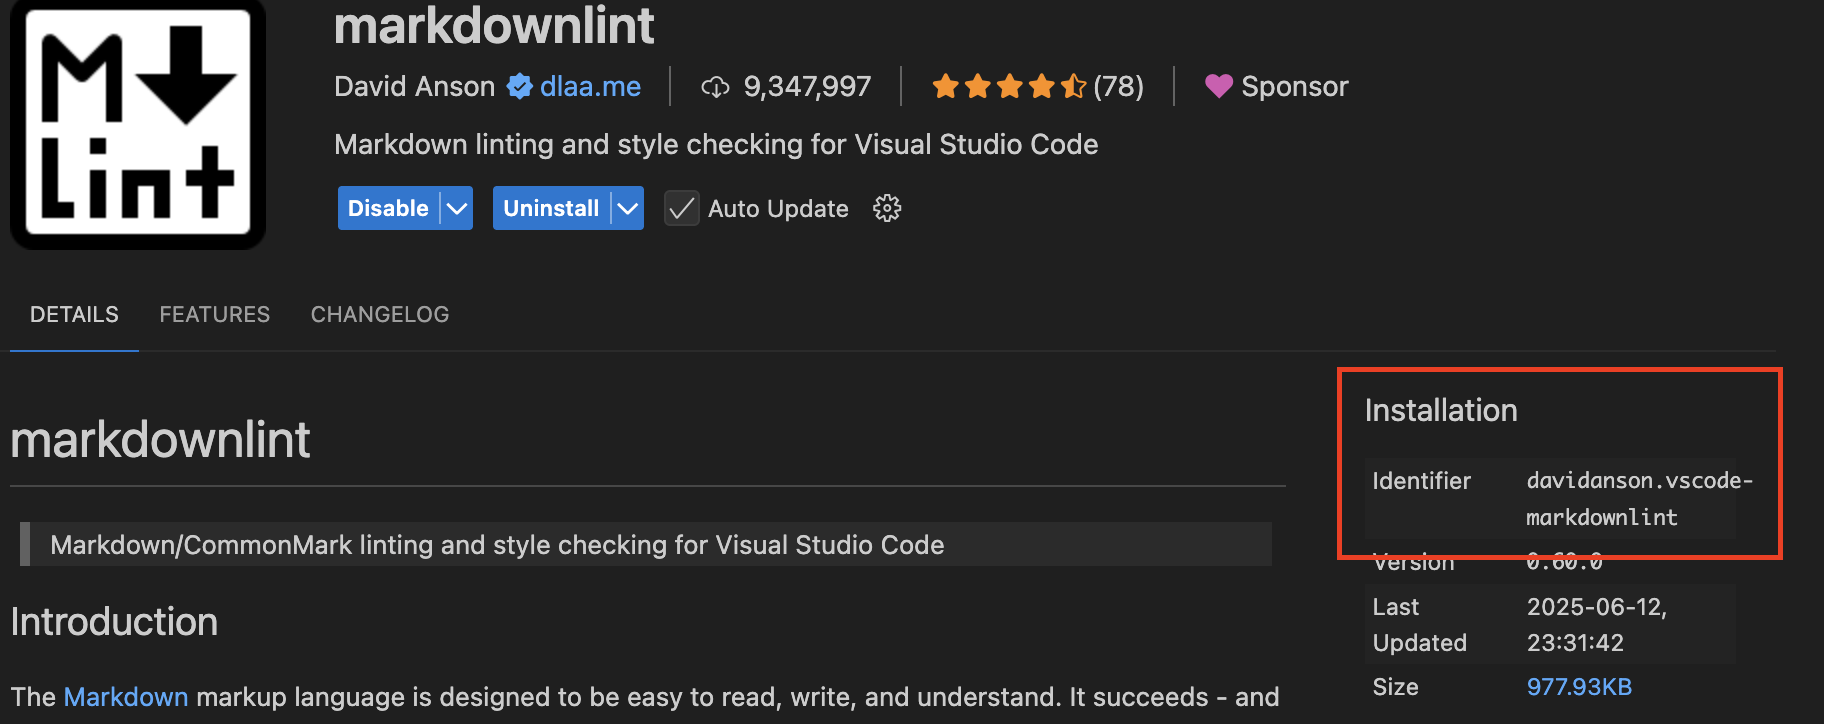 M
Lint
markdownlint
David Anson dlaa.me 9,347,997 (78) Sponsor
Markdown linting and style checking for Visual Studio Code
Disable Uninstall Auto Update
DETAILS FEATURES CHANGELOG
markdownlint
Markdown/CommonMark linting and style checking for Visual Studio Code
Introduction
The Markdown markup language is designed to be easy to read, write, and understand. It succeeds - and
Installation
Identifier davidanson.vscode-
markdownlint
Version 0.60.0
Last 2025-06-12,
Updated 23:31:42
Size 977.93KB